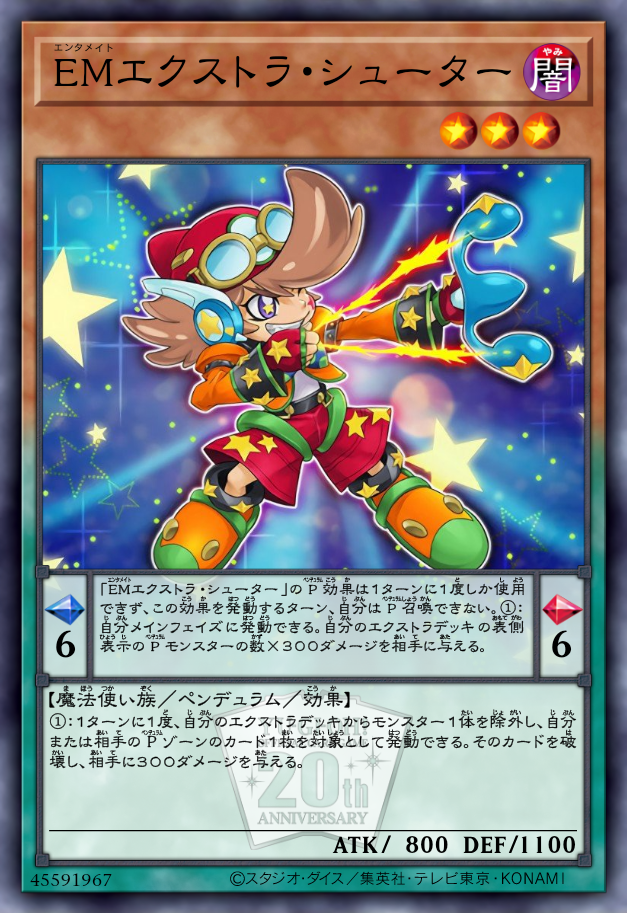 エンタメイト
EMエクストラ・シューター
やみ
闇
「EMエクストラ・シューター」のP効果は1ターンに1度しか使用
できず、この効果を発動するターン、自分はP召喚できない。①:
自分メインフェイズに発動できる。自分のエクストラデッキの表側
表示のPモンスターの数×300ダメージを相手に与える。
6
6
【魔法使い族/ペンデュラム/効果】
①:1ターンに1度、自分のエクストラデッキからモンスター1体を除外し、自分
または相手のPゾーンのカード1枚を対象として発動できる。そのカードを破
壊し、相手に300ダメージを与える。
20th
ANNIVERSARY
ATK/ 800 DEF/1100
45591967
©スタジオ・ダイス/集英社・テレビ東京・KONAMI